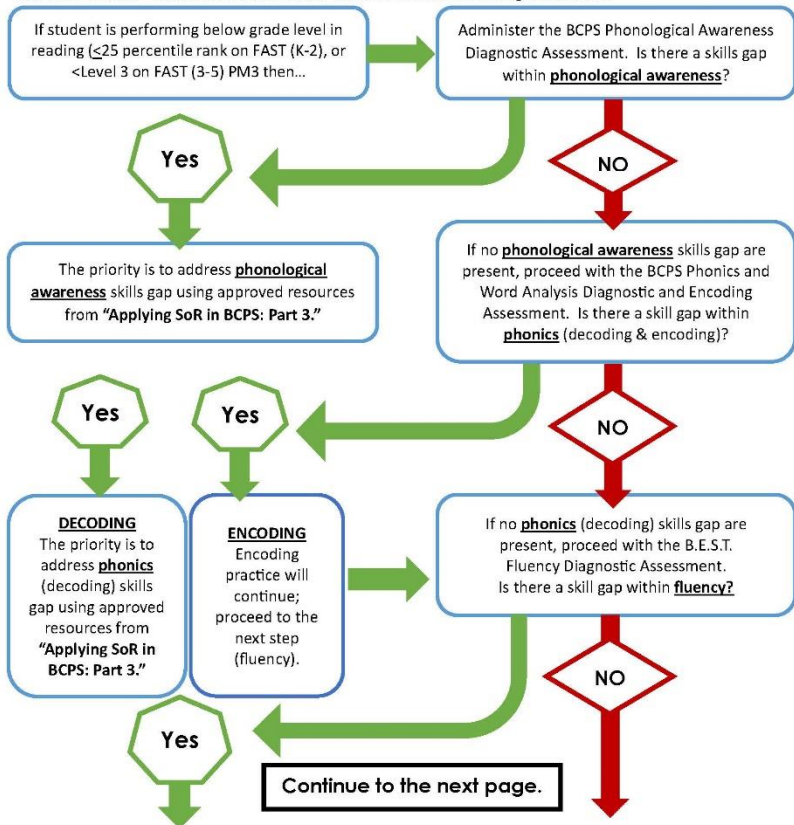 If student is performing below grade level in
reading (≤25 percentile rank on FAST (K-2), or
<Level 3 on FAST (3-5) PM3 then…
Administer the BCPS Phonological Awareness
Diagnostic Assessment. Is there a skills gap
within phonological awareness?
Yes
NO
The priority is to address phonological
awareness skills gap using approved resources
from “Applying SoR in BCPS: Part 3.”
If no phonological awareness skills gap are
present, proceed with the BCPS Phonics and
Word Analysis Diagnostic and Encoding
Assessment. Is there a skill gap within
phonics (decoding & encoding)?
Yes
Yes
NO
DECODING
The priority is to
address phonics
(decoding) skills
gap using approved
resources from
“Applying SoR in
BCPS: Part 3.”
ENCODING
Encoding
practice will
continue;
proceed to the
next step
(fluency).
If no phonics (decoding) skills gap are
present, proceed with the B.E.S.T.
Fluency Diagnostic Assessment.
Is there a skill gap within fluency?
Yes
NO
Continue to the next page.